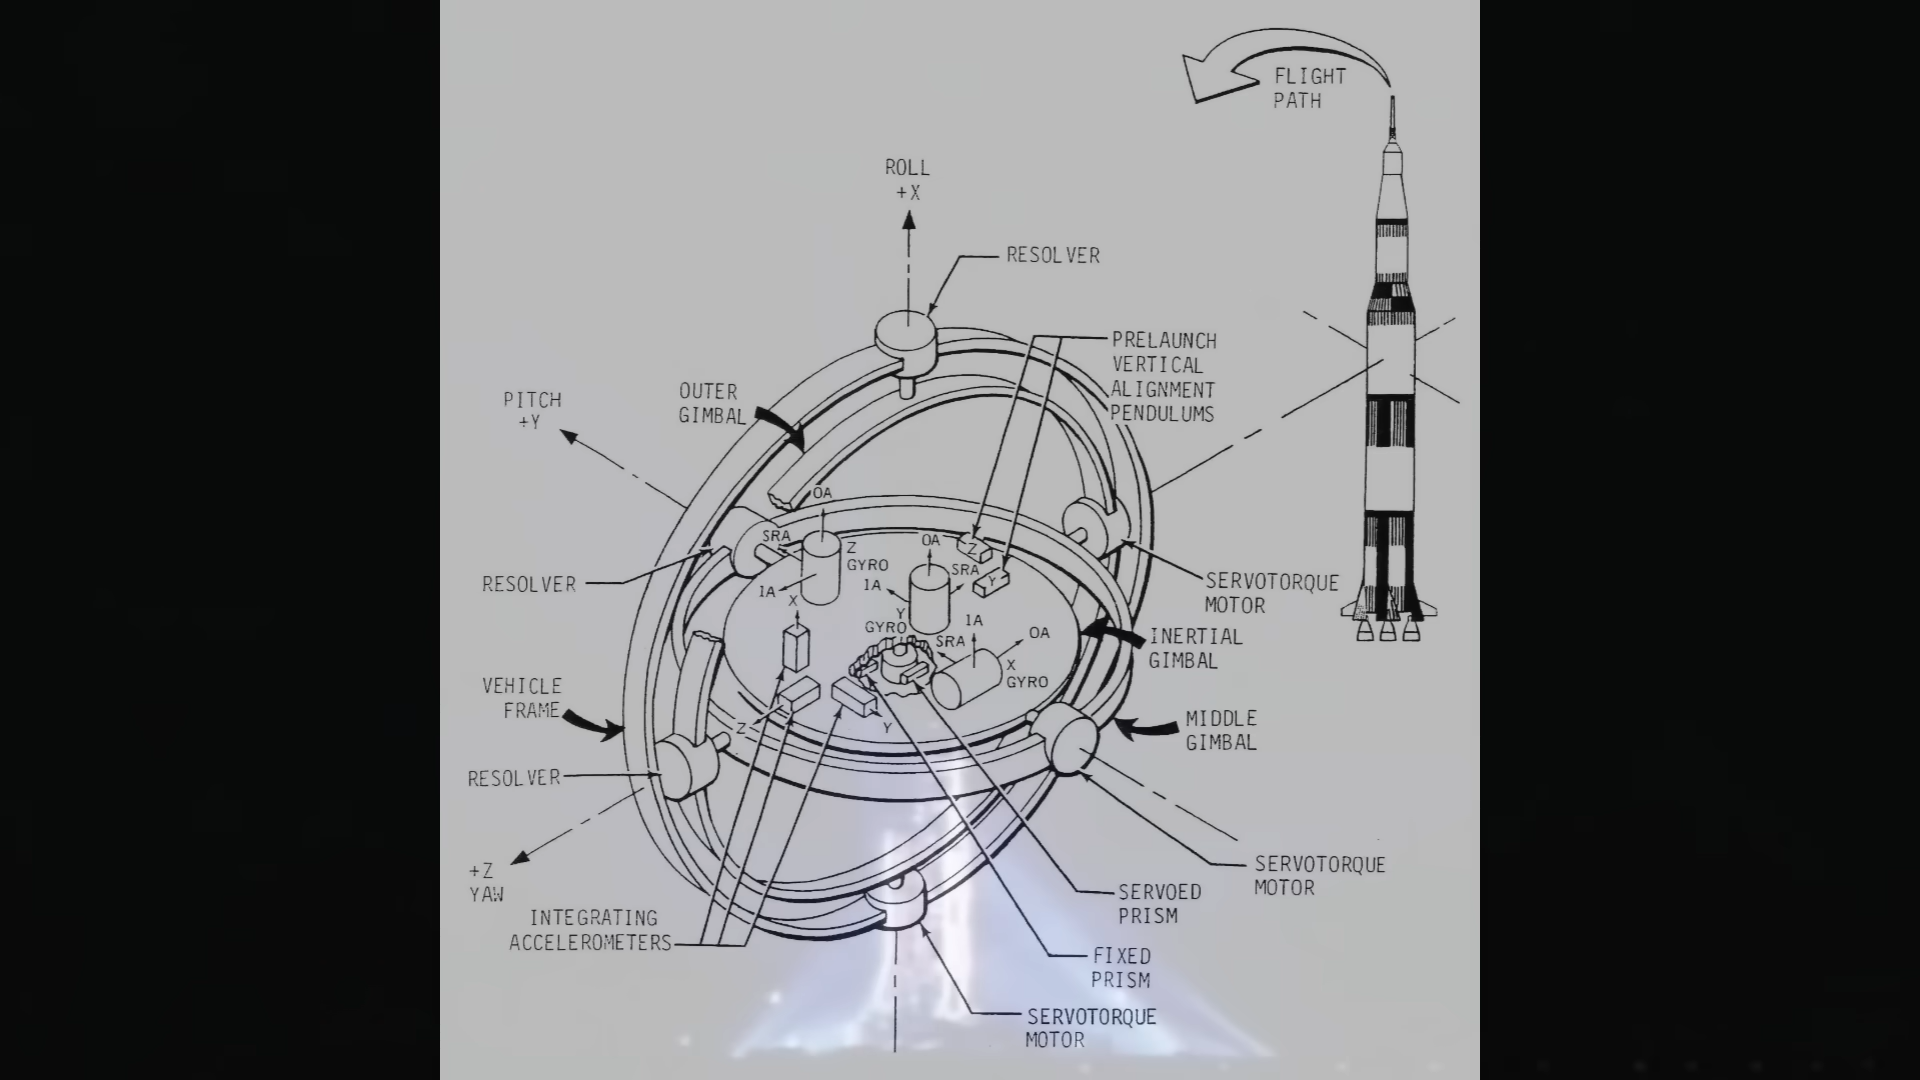 FLIGHT
PATH
ROLL
+X
RESOLVER
PRELAUNCH
VERTICAL
ALIGNMENT
PENDULUMS
OUTER
GIMBAL
PITCH
+Y
OA
SRA
Z
GYRO
IA
OA
SRA
IA
Y
GYRO
Z
Y
RESOLVER
SERVOTORQUE
MOTOR
X
IA
OA
SRA
X
GYRO
INERTIAL
GIMBAL
VEHICLE
FRAME
Z
Y
MIDDLE
GIMBAL
RESOLVER
+Z
YAW
SERVOTORQUE
MOTOR
SERVOED
PRISM
INTEGRATING
ACCELEROMETERS
FIXED
PRISM
SERVOTORQUE
MOTOR